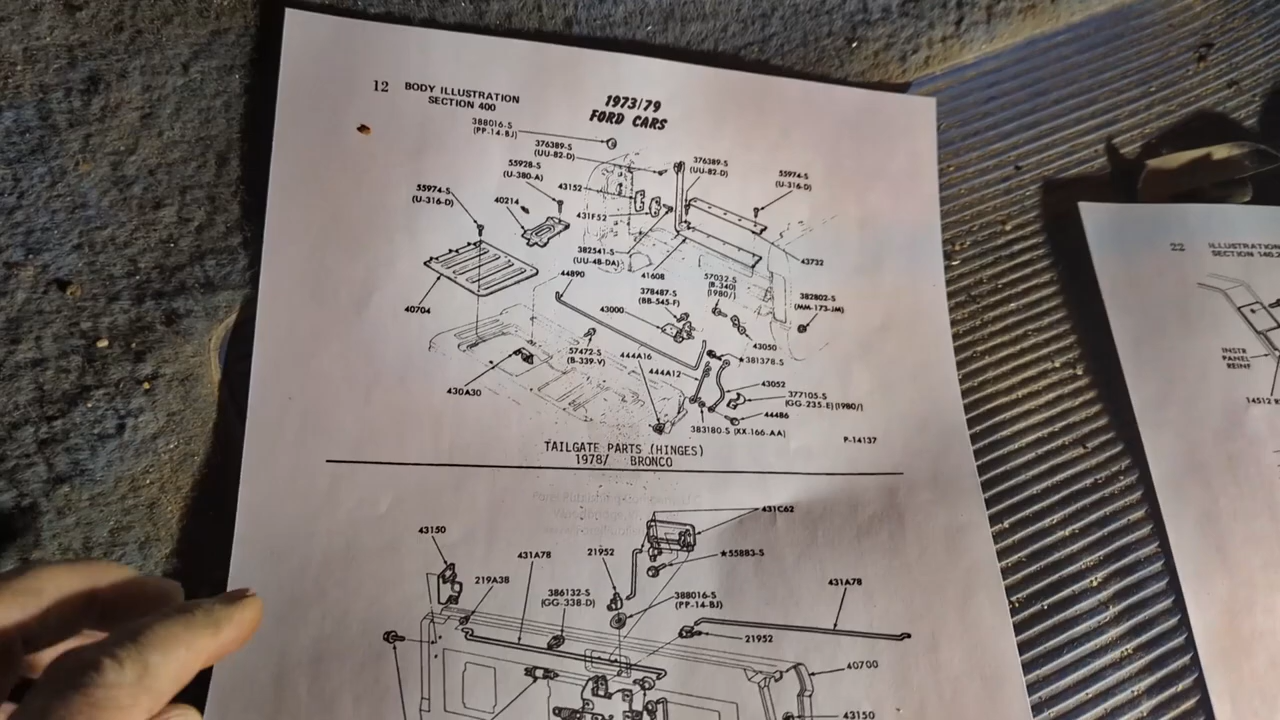 12
BODY ILLUSTRATION
SECTION 400
1973/79
FORD CARS
388016-S
(PP-14-BJ)
376389-S
(UU-82-D)
55928-S
(U-380-A)
376389-S
(UU-82-D)
55974-S
(U-316-D)
55974-S
(U-316-D)
43152
40214
431F52
382541-S
(UU-48-DA)
41608
43732
44890
57032-S
(B-340)
(1980/)
378487-S
(BB-545-F)
382802-S
(MM-173-JM)
40704
43000
43050
57472-S
(B-339-V)
444A16
★381378-S
444A12
43052
430A30
377105-S
(GG-235-E)(1980/)
44486
383180-S (XX-166-AA)
P-14137
TAILGATE PARTS (HINGES)
1978/ BRONCO
431C62
43150
431A78
21952
★55883-S
219A38
386132-S
(GG-338-D)
388016-S
(PP-14-BJ)
431A78
21952
40700
43150
22
ILLUSTRATION
SECTION 140.
INSTR
PANEL
REINF
14512